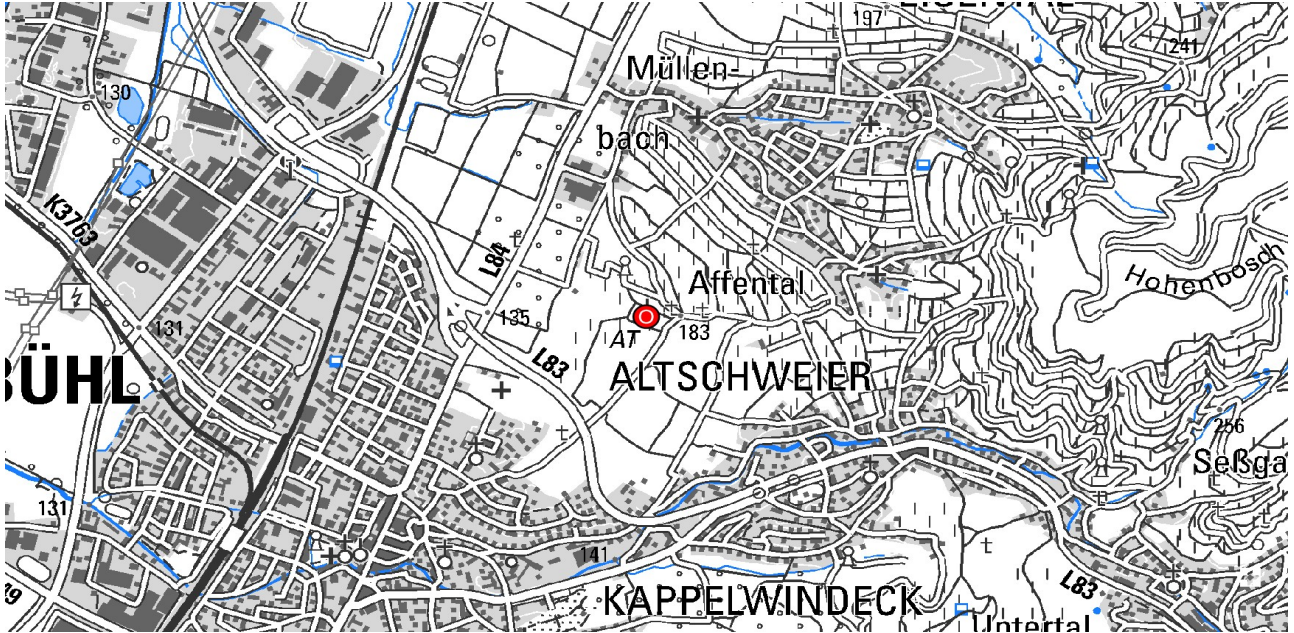 197
EISENTAL
241
Müllen-
bach
130
K3763
L84
Affental
Hohenbosch
131
135
AT
183
L83
BÜHL
ALTSCHWEIER
256
Seßga
131
141
KAPPELWINDECK
L83
Untertal